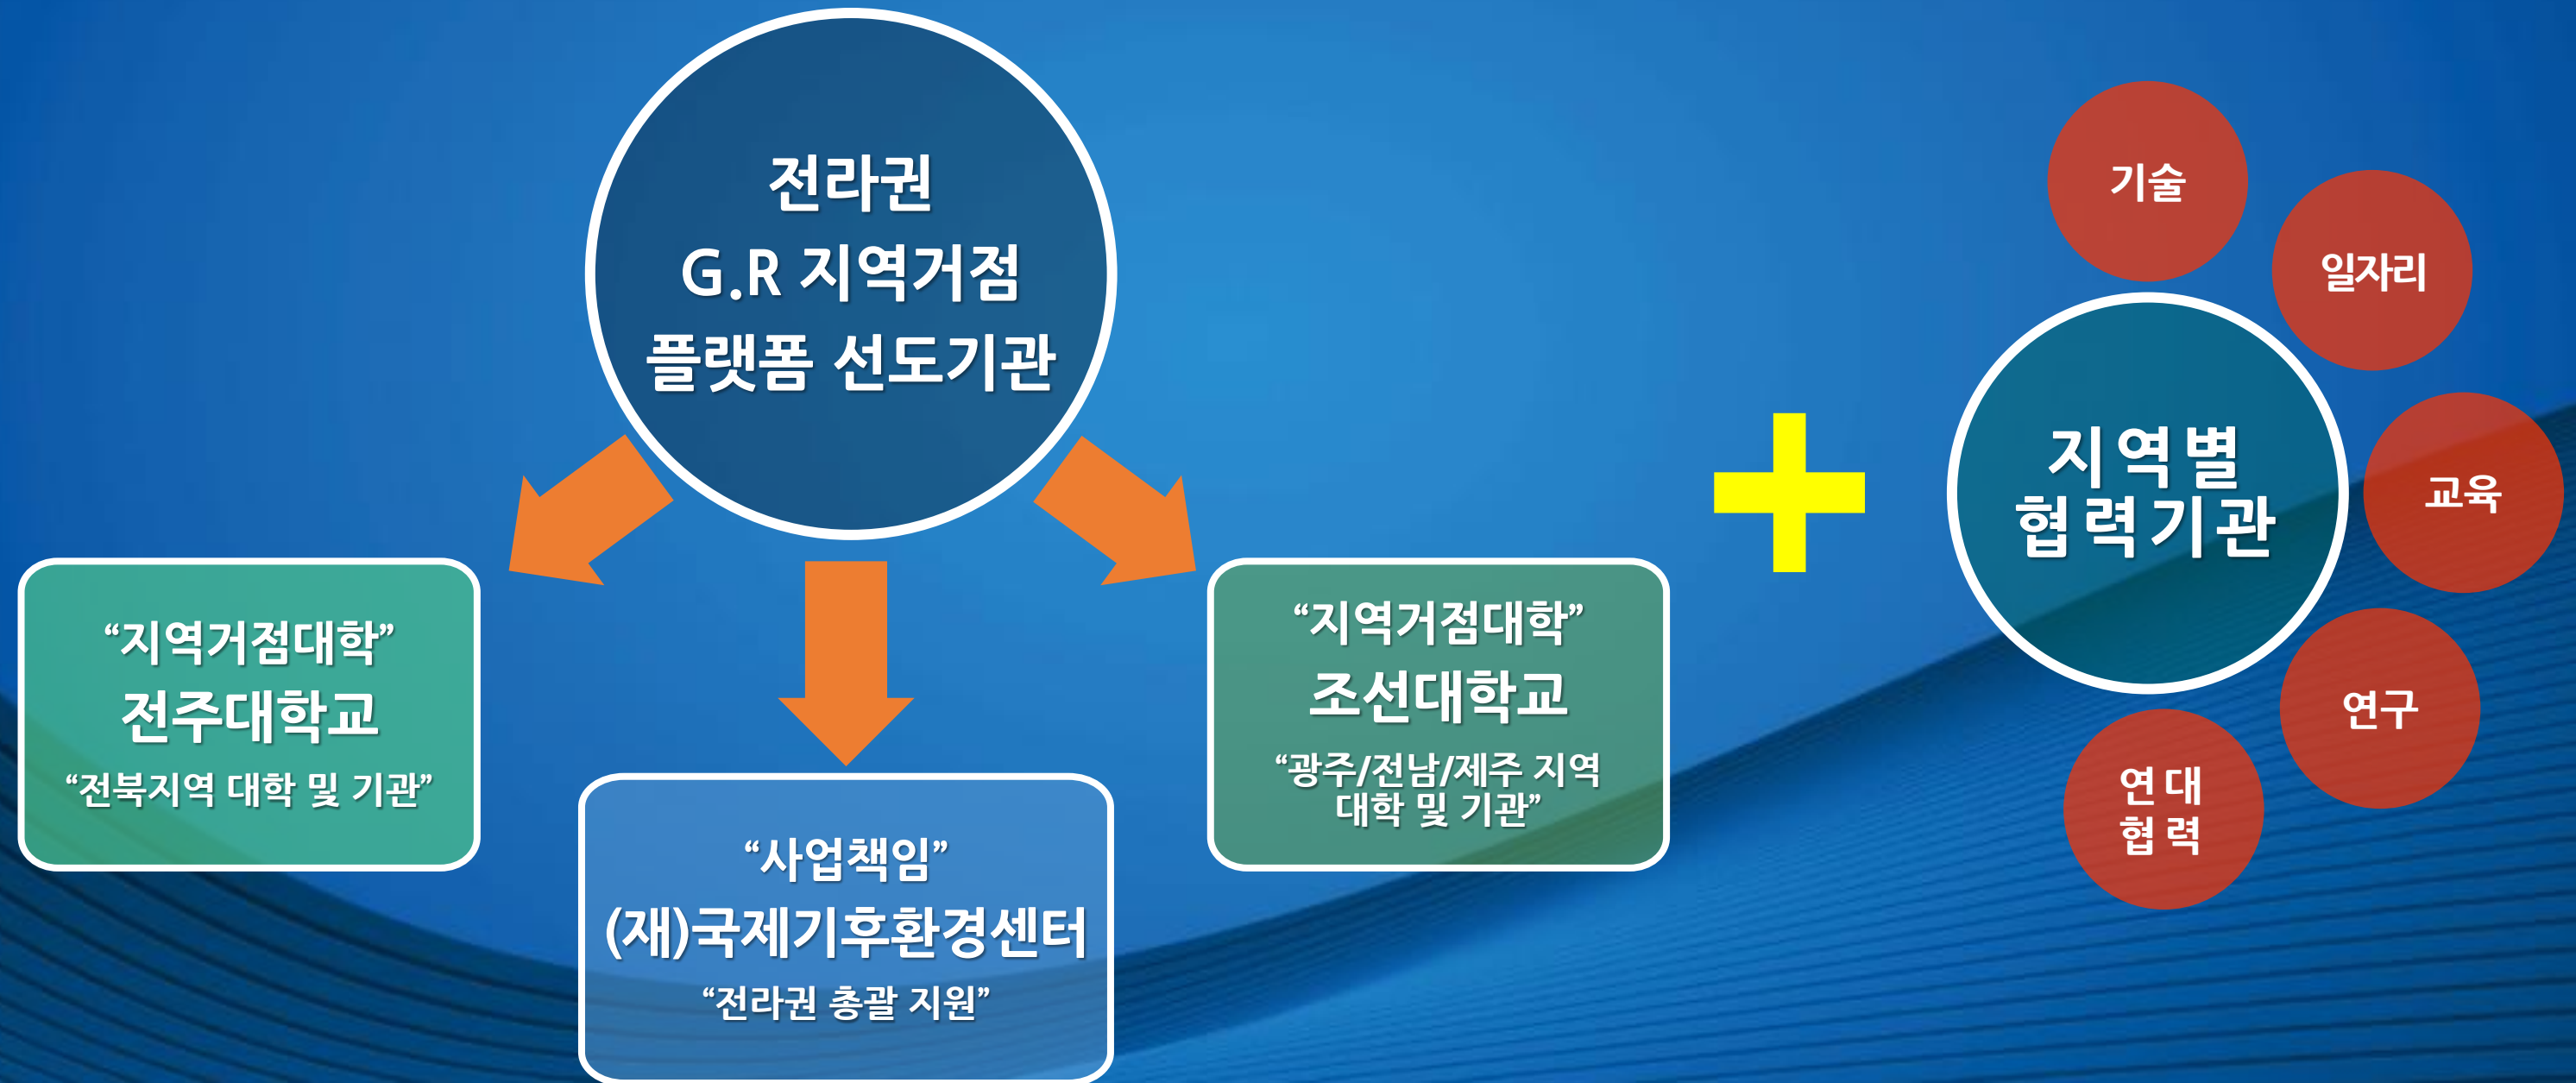 전라권
G.R 지역거점
플랫폼 선도기관
“지역거점대학”
전주대학교
“전북지역 대학 및 기관”
“사업책임”
(재)국제기후환경센터
“전라권 총괄 지원”
“지역거점대학”
조선대학교
“광주/전남/제주 지역
대학 및 기관”
지역별
협력기관
기술
일자리
교육
연구
연대
협력